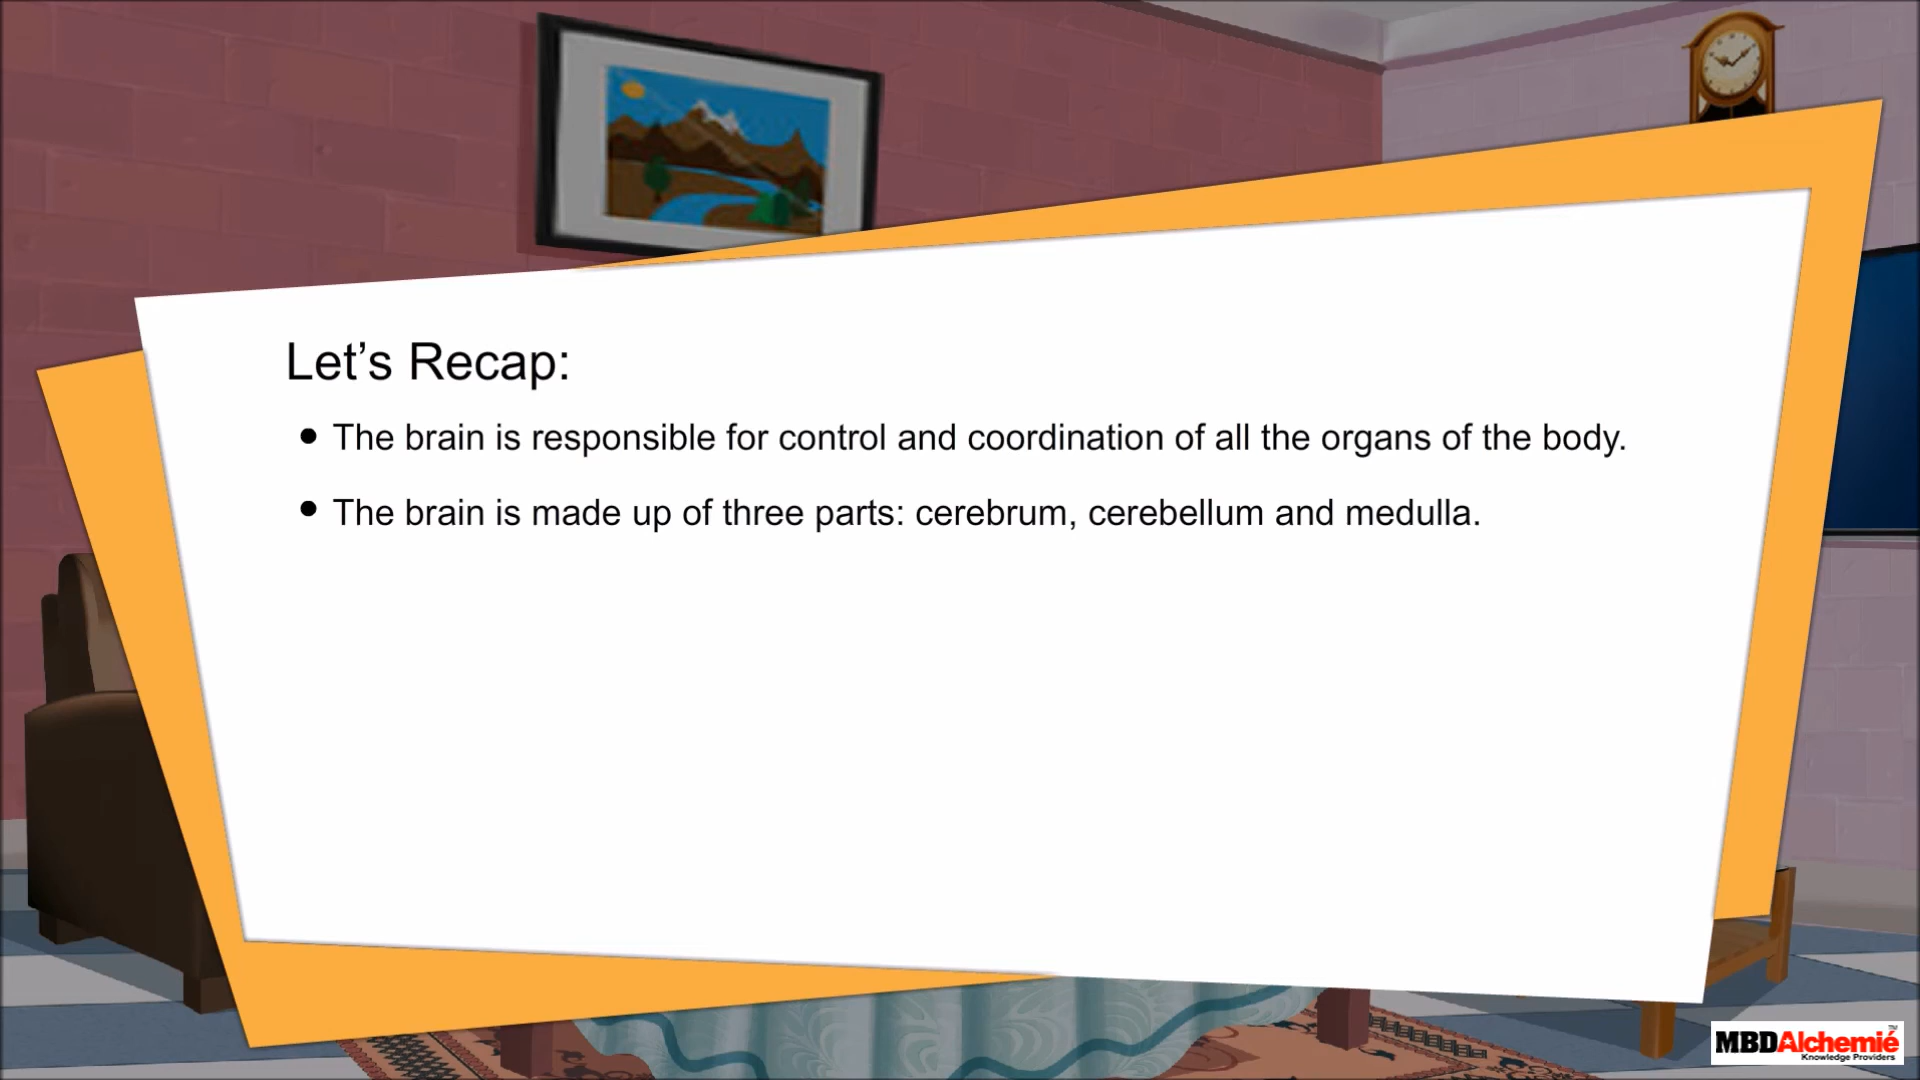 Let’s Recap:
• The brain is responsible for control and coordination of all the organs of the body.
• The brain is made up of three parts: cerebrum, cerebellum and medulla.
MBDAlchemié™
Knowledge Providers